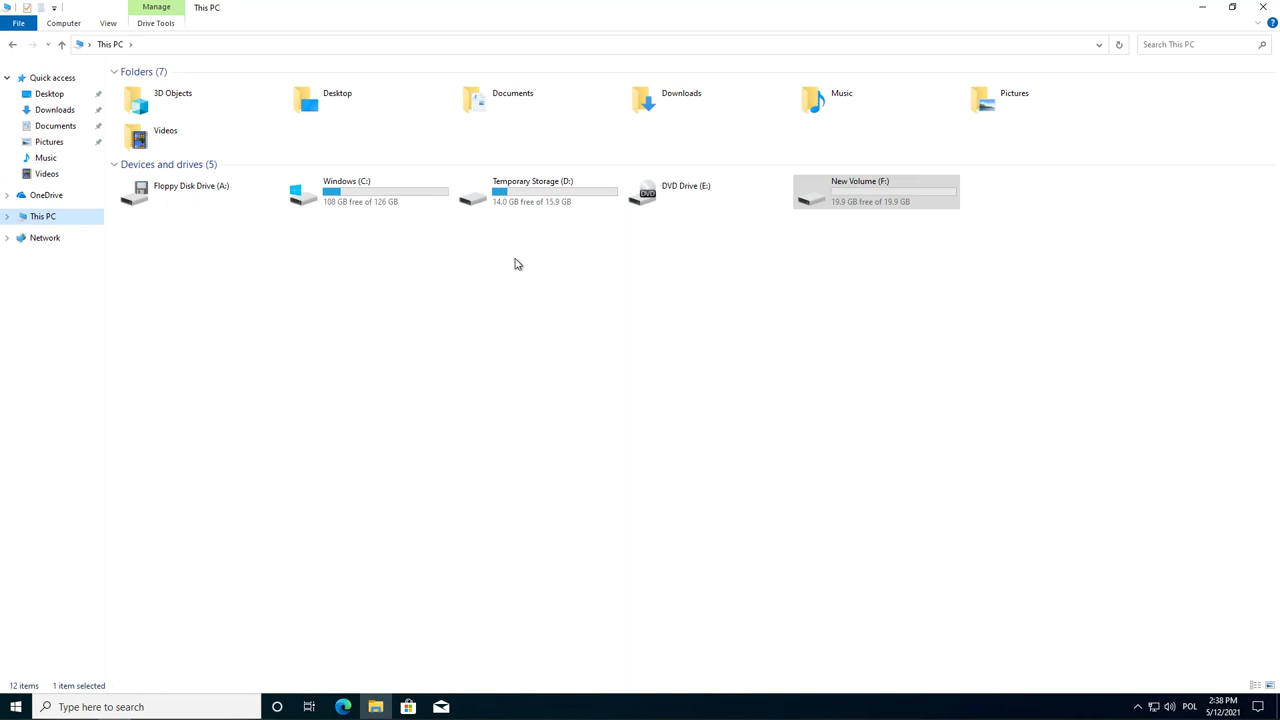 Manage
This PC
File
Computer
View
Drive Tools
This PC
Search This PC
Quick access
Desktop
Downloads
Documents
Pictures
Music
Videos
OneDrive
This PC
Network
Folders (7)
3D Objects
Desktop
Documents
Downloads
Music
Pictures
Videos
Devices and drives (5)
Floppy Disk Drive (A:)
Windows (C:)
108 GB free of 126 GB
Temporary Storage (D:)
14.0 GB free of 15.9 GB
DVD
DVD Drive (E:)
New Volume (F:)
19.9 GB free of 19.9 GB
12 items
1 item selected
Type here to search
POL
2:38 PM
5/12/2021